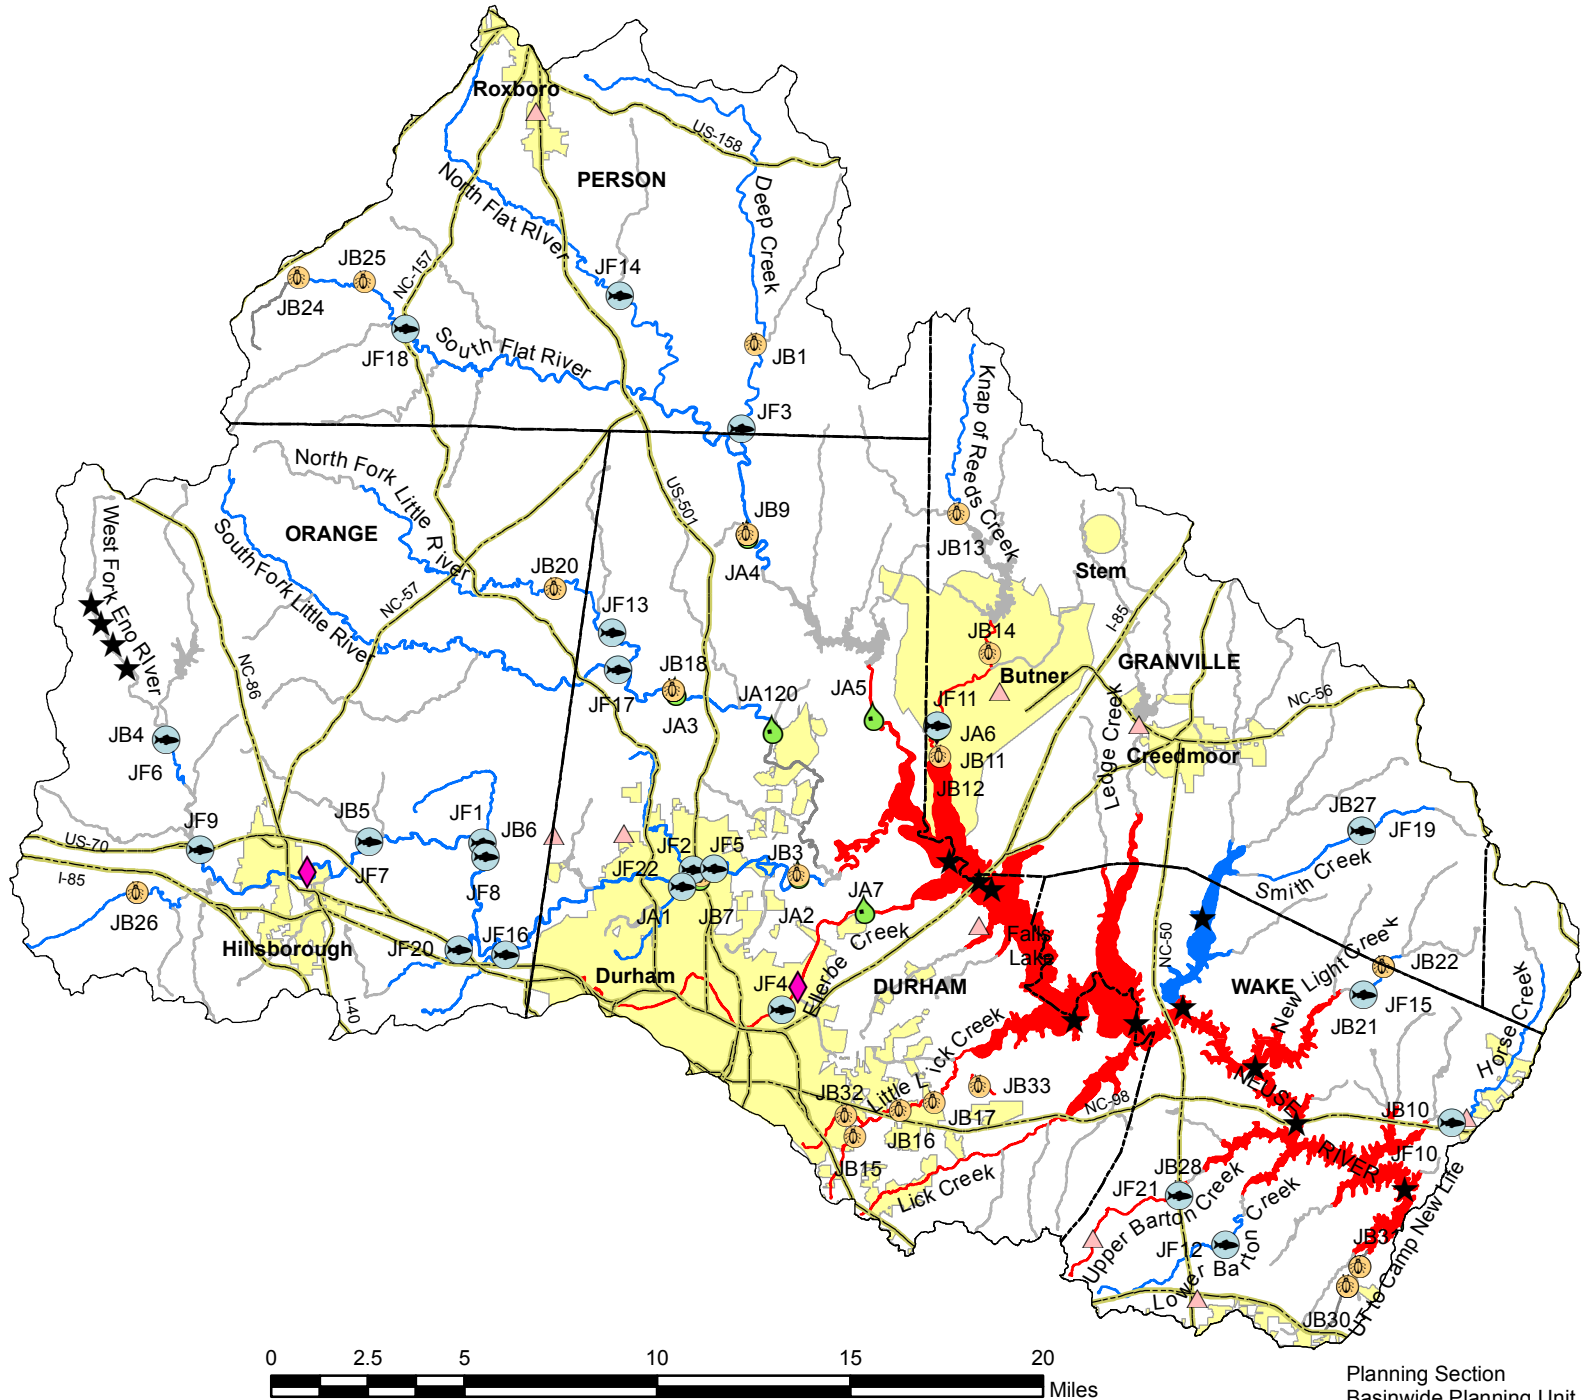 Roxboro
US-158
PERSON
North Flat RIver
Deep Creek
JB25
NC-157
JF14
JB24
JF18
South Flat River
JB1
JF3
Knap of Reeds Creek
North Fork Little River
US-501
West Fork Eno RIver
ORANGE
South Fork Little River
JB9
JB13
JA4
Stem
JB20
NC-57
JF13
I-85
JB14
GRANVILLE
NC-86
JB18
JF17
JA3
JA120
JA5
Butner
JF11
NC-56
JB4
JF6
JA6
JB11
JB12
Ledge Creek
Creedmoor
JF9
US-70
JB5
JF1
JB6
JF2
JF5
JB3
JB27
JF19
I-85
JF7
JF22
JF8
JA7
Smith Creek
JB26
JA1
JB7
JA2
Hillsborough
JF20
JF16
Creek
Falls
Lake
NC-50
New Light Creek
JB22
Durham
JF4
Ellerbe
DURHAM
WAKE
JF15
JB21
I-40
Horse Creek
Little Lick Creek
JB33
NEUSE
JB32
JB17
NC-98
JB10
JB16
JF10
JB15
RIVER
Lick Creek
JB28
JF21
Upper Barton Creek
JF12
Lower Barton Creek
JB31
JB30
UT to Camp New Life
0 2.5 5 10 15 20
Miles
Planning Section
Basinwide Planning Unit